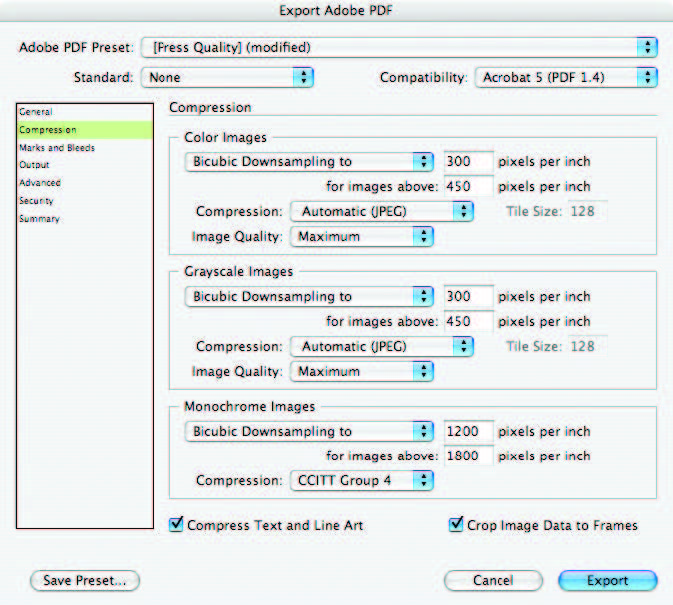 Export Adobe PDF
Adobe PDF Preset: [Fress Quality] (modified)
Standard: None Compatibility: Acrobat 5 (PDF 1.4)
General
Compression
Marks and Bleeds
Output
Advanced
Security
Summary
Compression
Color Images
Bicubic Downsampling to 300 pixels per inch
for images above: 450 pixels per inch
Compression: Automatic (JPEG) Tile Size: 128
Image Quality: Maximum
Grayscale Images
Bicubic Downsampling to 300 pixels per inch
for images above: 450 pixels per inch
Compression: Automatic (JPEG) Tile Size: 128
Image Quality: Maximum
Monochrome Images
Bicubic Downsampling to 1200 pixels per inch
for images above: 1800 pixels per inch
Compression: CCITT Group 4
Compress Text and Line Art Crop Image Data to Frames
Save Preset... Cancel Export